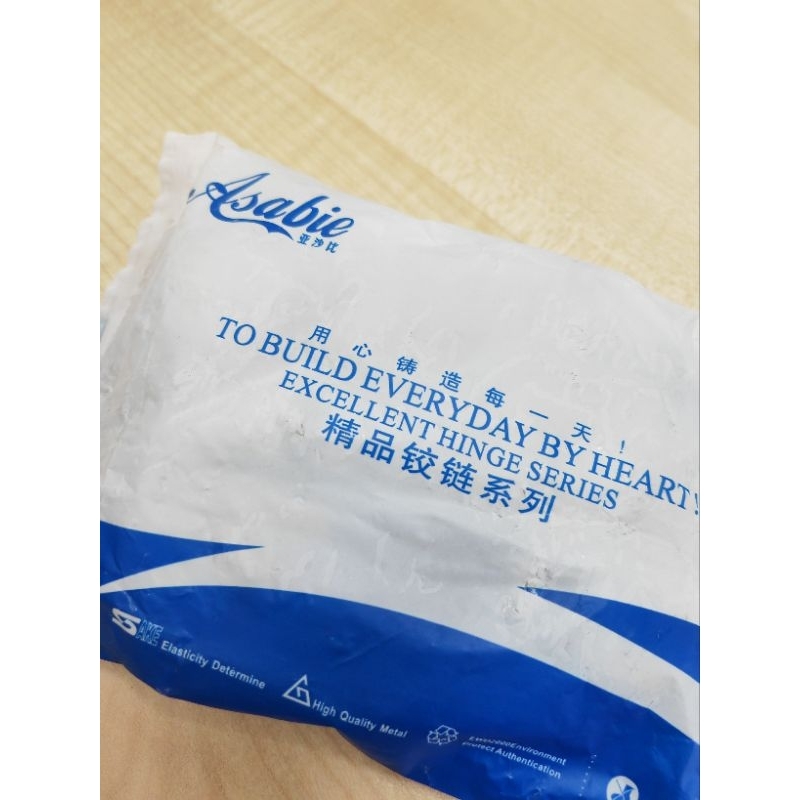 Asabie
亚沙比
用心铸造每一天!
TO BUILD EVERYDAY BY HEART!
EXCELLENT HINGE SERIES
精品铰链系列
Elasticity Determine
High Quality Metal
Environment
Protect Authentication